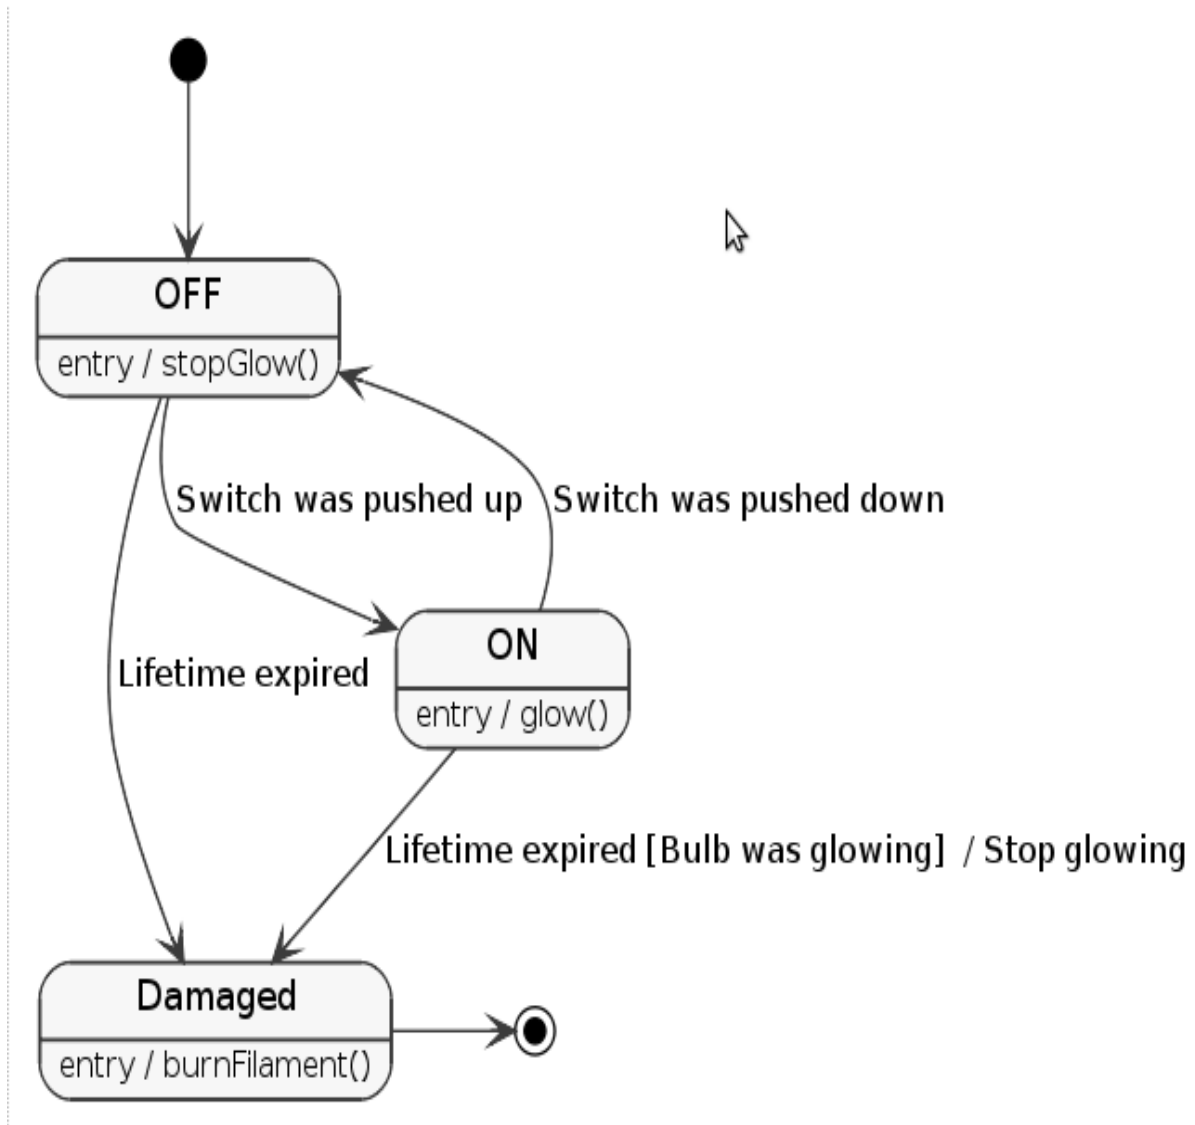 OFF
entry / stopGlow()
Switch was pushed up
Switch was pushed down
ON
entry / glow()
Lifetime expired
Lifetime expired [Bulb was glowing] / Stop glowing
Damaged
entry / burnFilament()